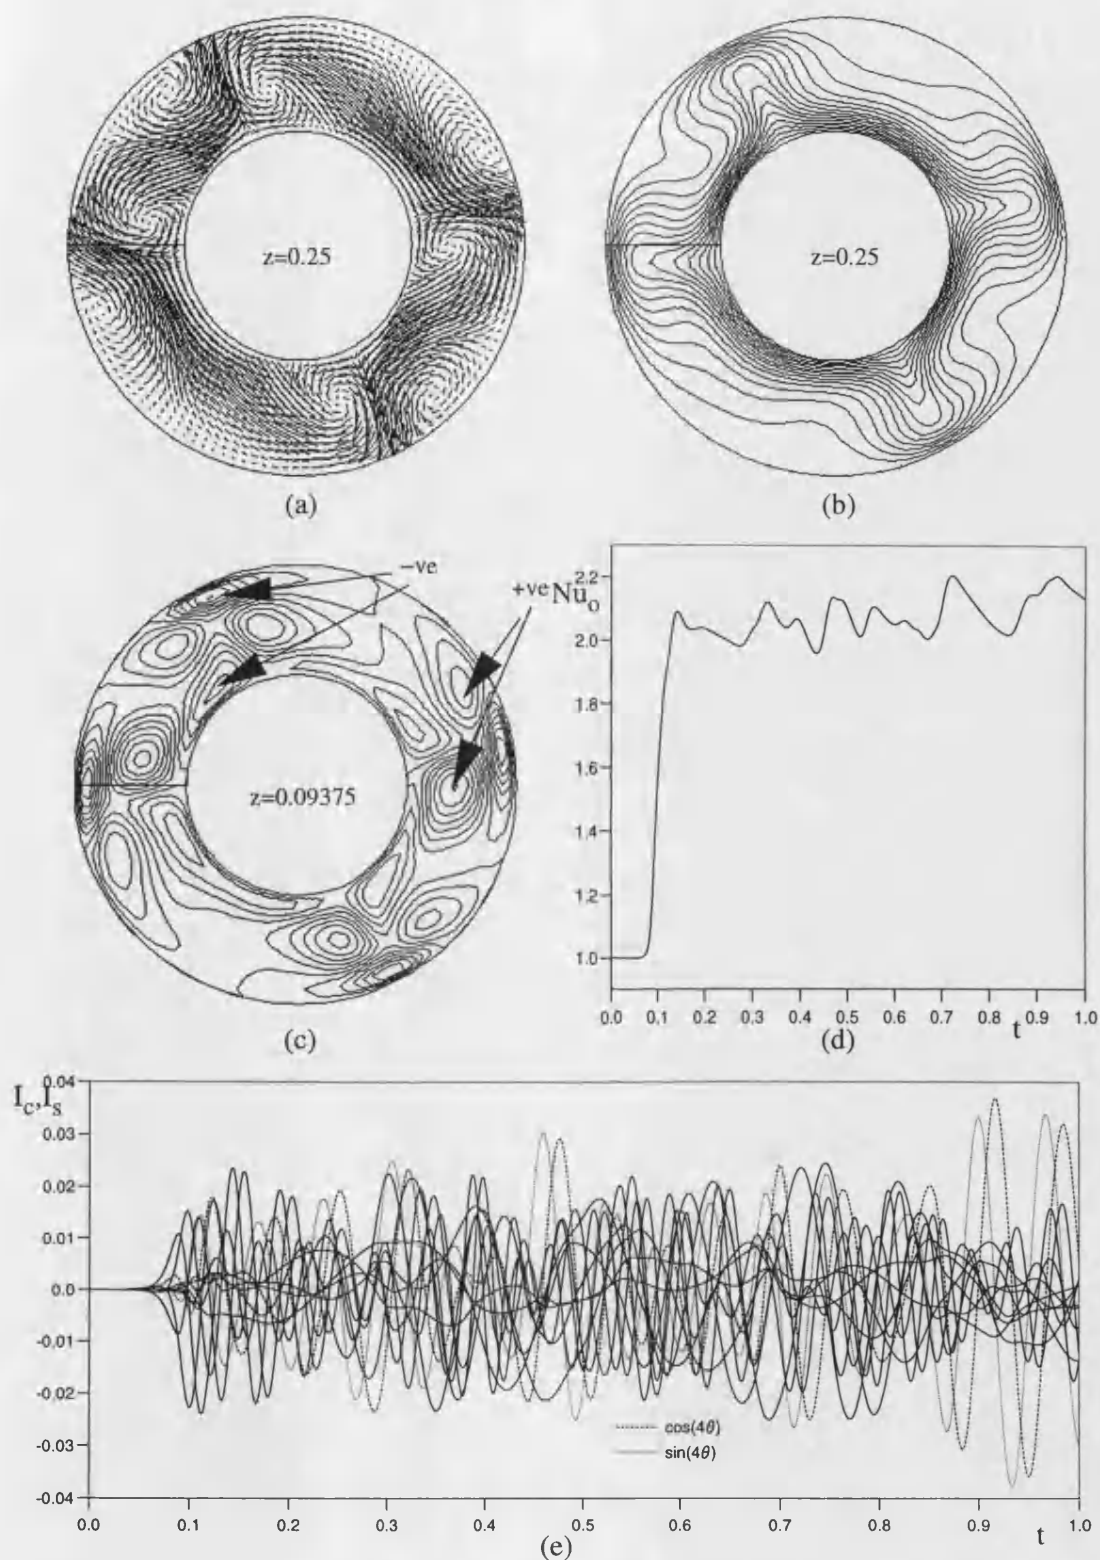 z=0.25
z=0.25
(a)
(b)
−ve
+ve
Nu₀
2.2
2.0
1.8
1.6
1.4
1.2
1.0
z=0.09375
0.0 0.1 0.2 0.3 0.4 0.5 0.6 0.7 0.8 0.9 1.0
t
(c)
(d)
I_c,I_s
0.04
0.03
0.02
0.01
0.0
-0.01
-0.02
-0.03
-0.04
cos(4θ)
sin(4θ)
0.0 0.1 0.2 0.3 0.4 0.5 0.6 0.7 0.8 0.9 1.0
t
(e)